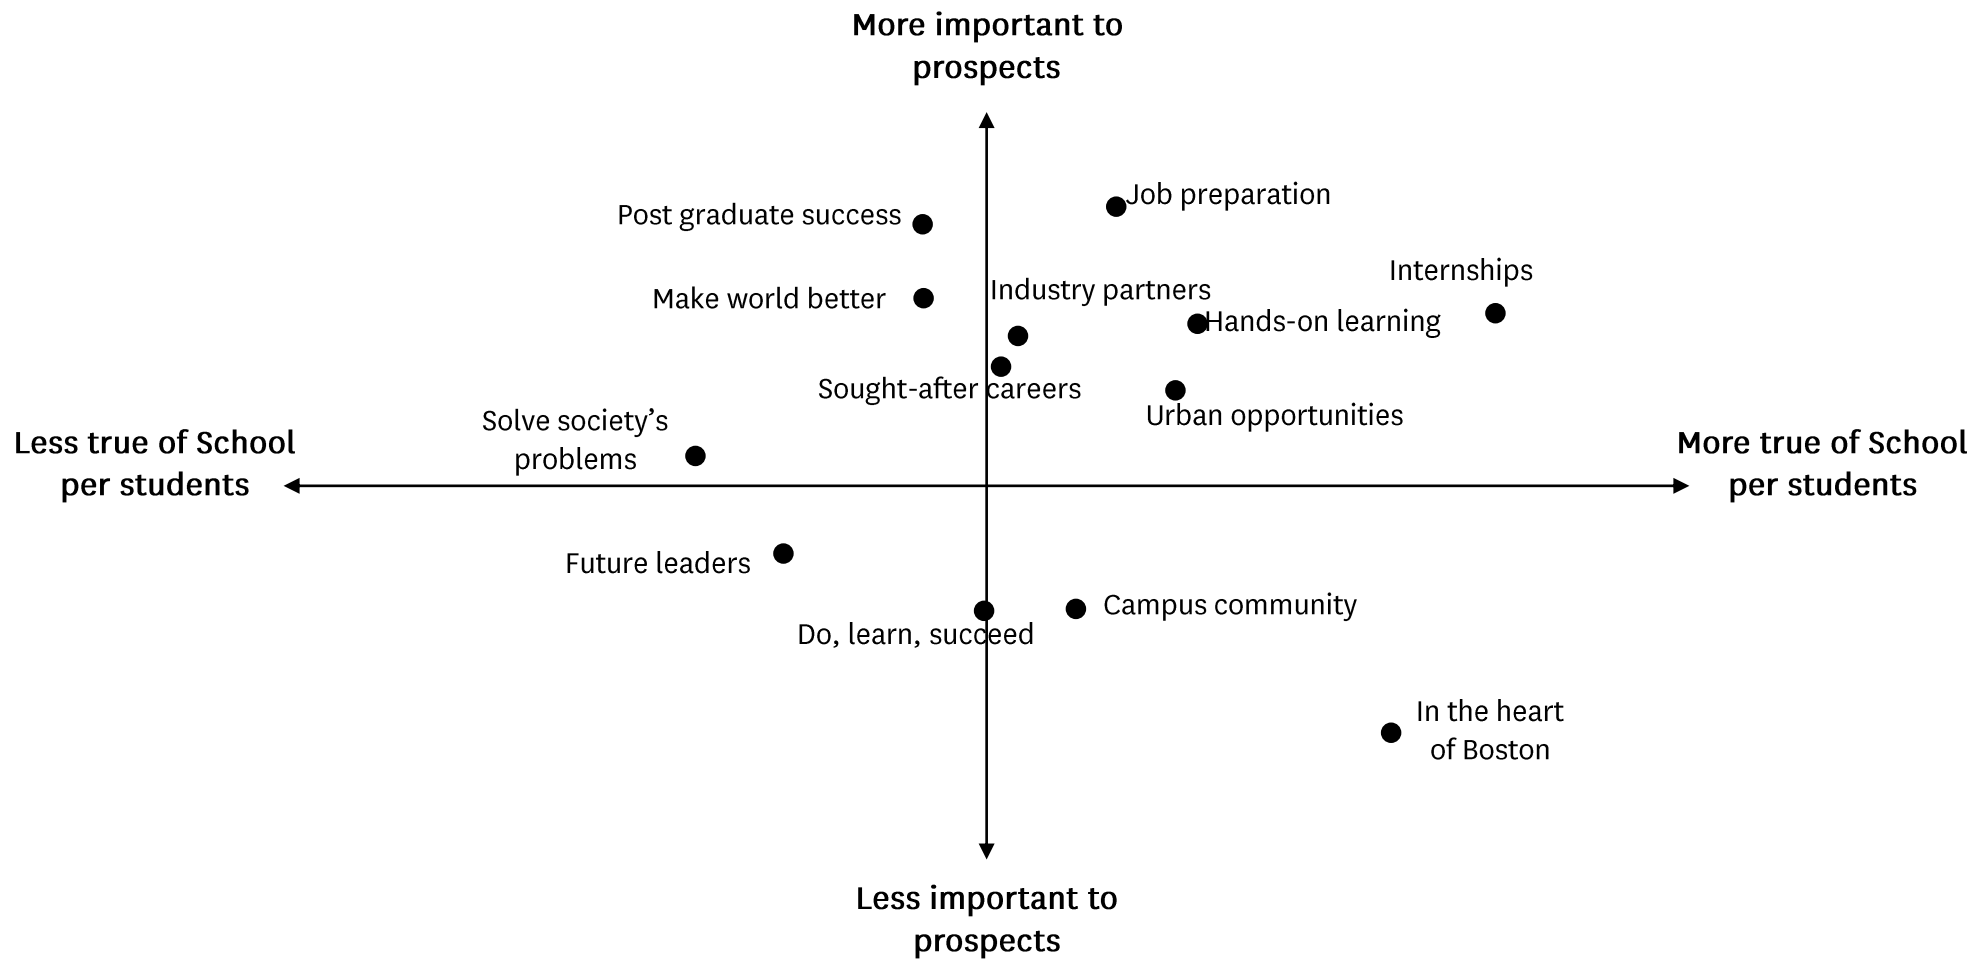 More important to
prospects
Job preparation
Post graduate success
Internships
Industry partners
Make world better
Hands-on learning
Sought-after careers
Urban opportunities
Solve society’s
problems
Less true of School
per students
More true of School
per students
Future leaders
Campus community
Do, learn, succeed
In the heart
of Boston
Less important to
prospects